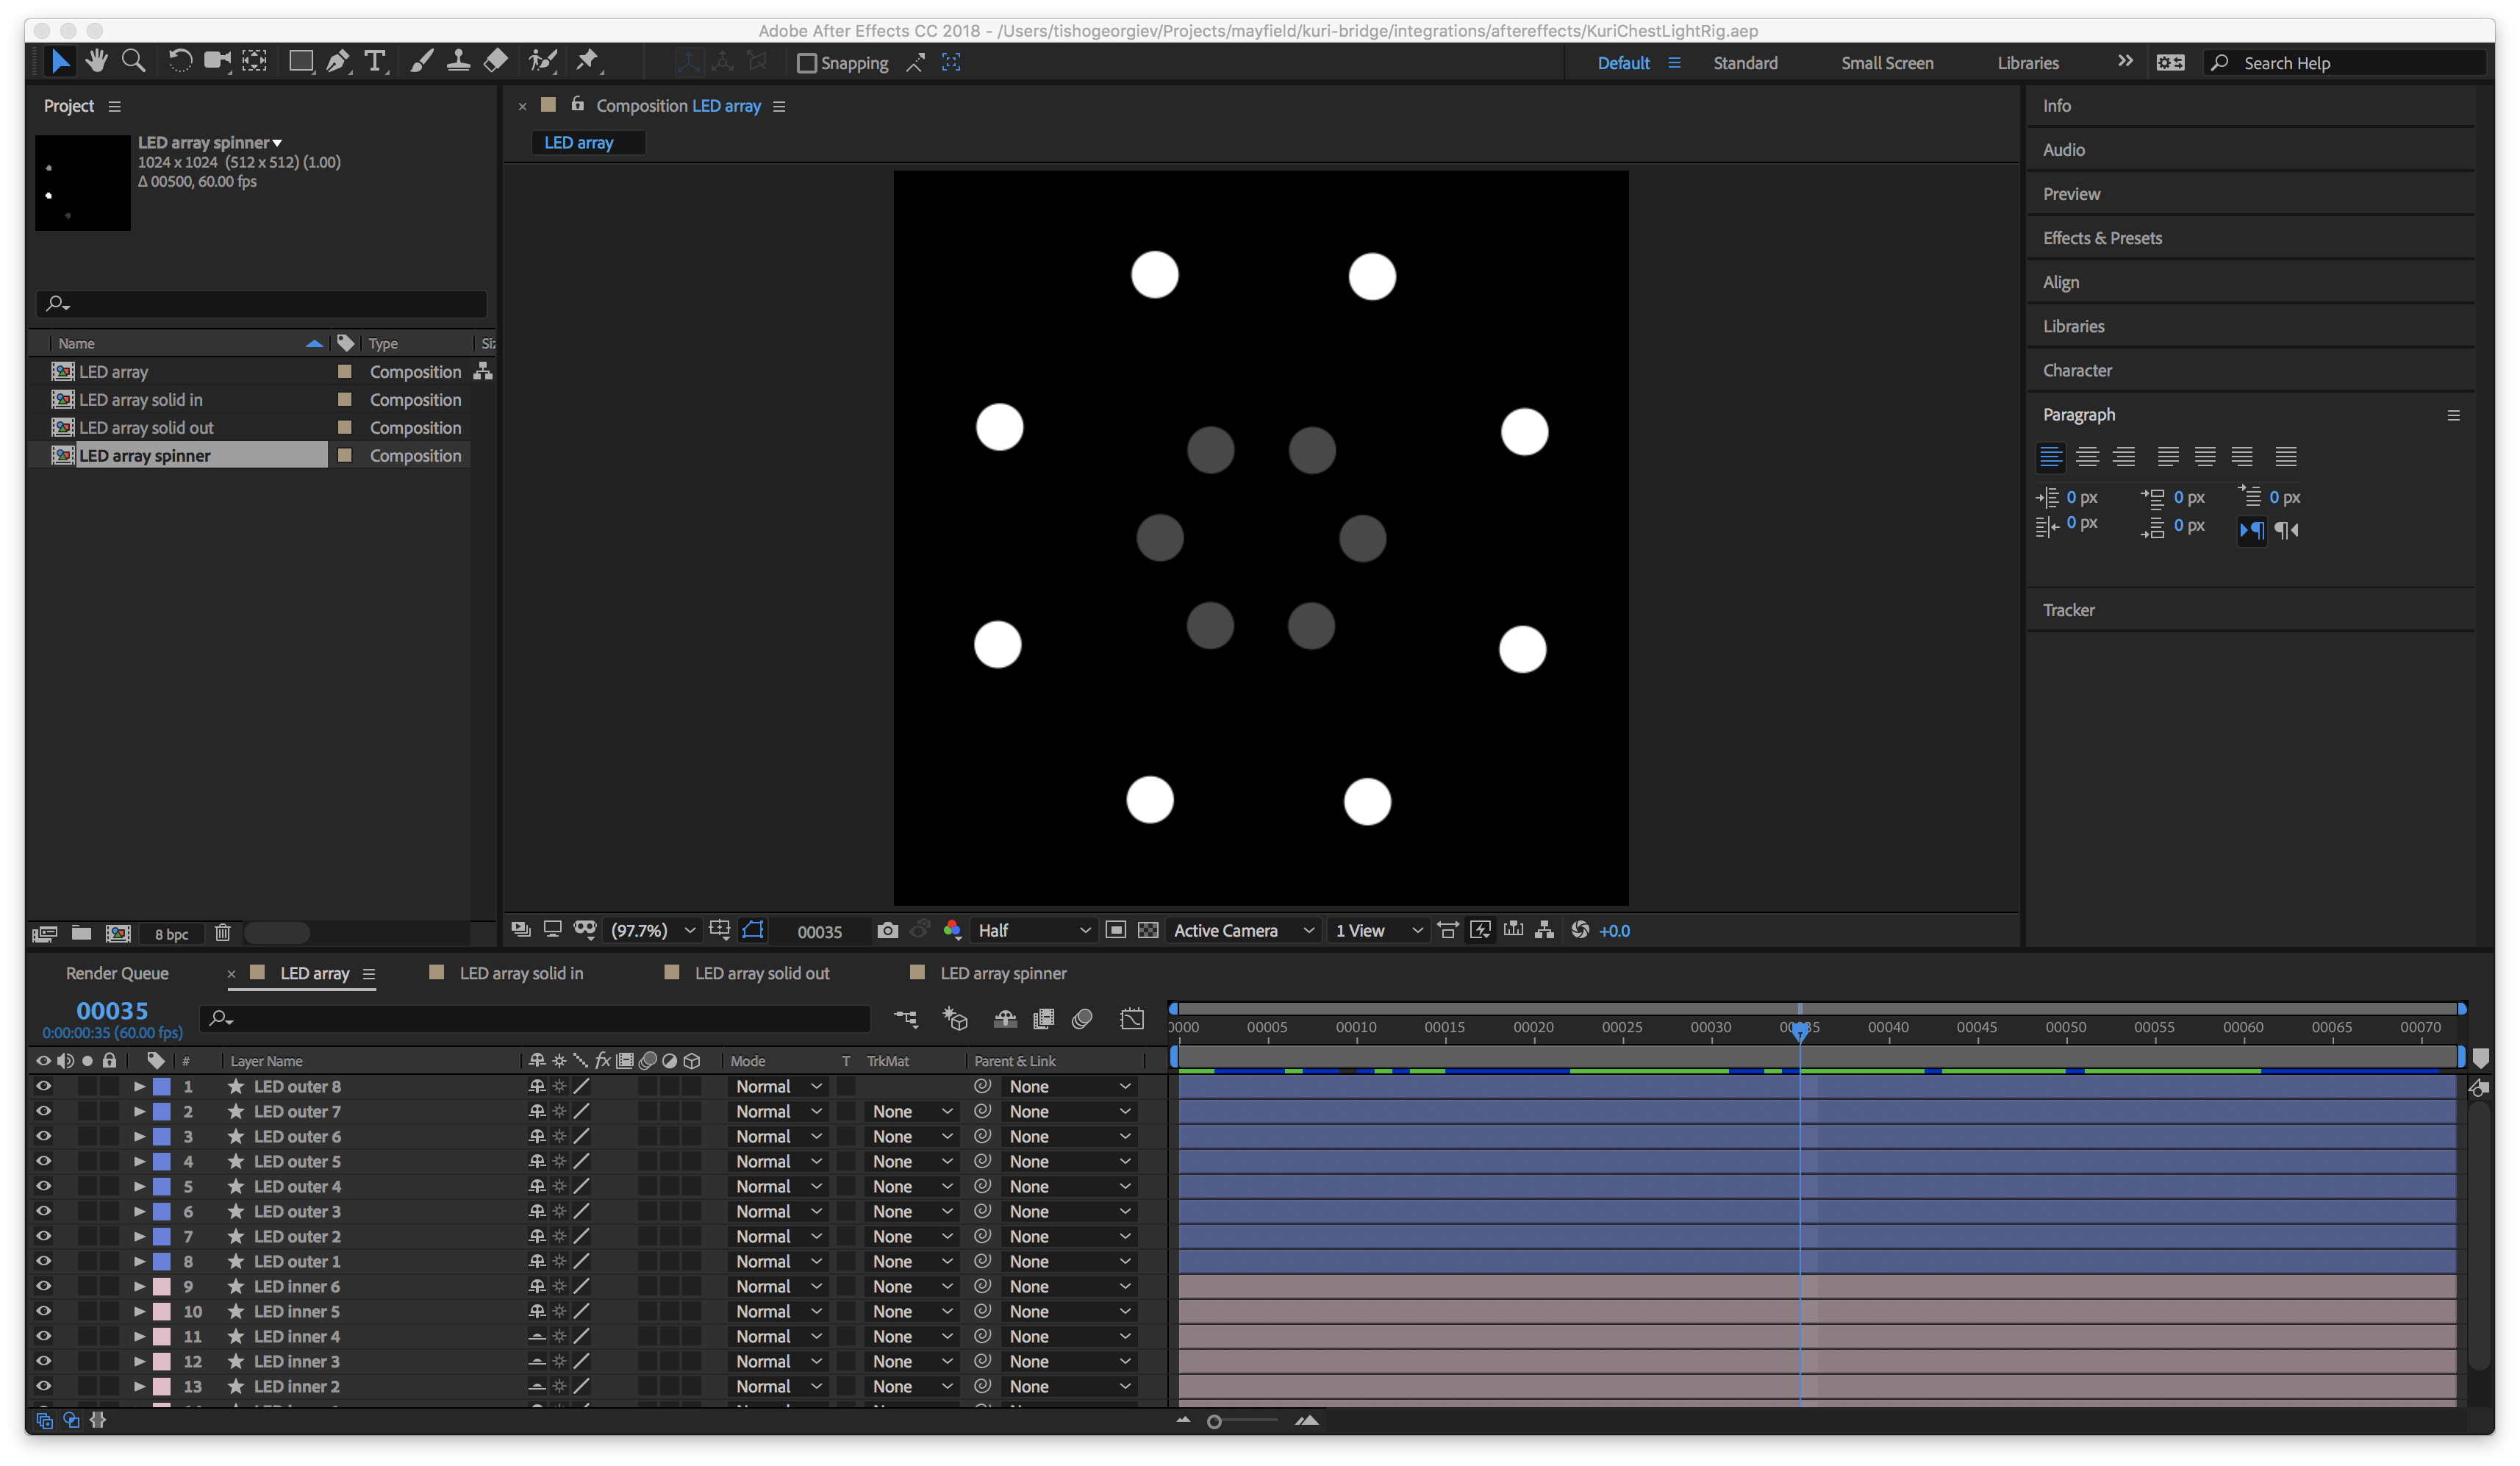 Adobe After Effects CC 2018 - /Users/tishogeorgiev/Projects/mayfield/kuri-bridge/integrations/aftereffects/KuriChestLightRig.aep
Snapping
Default
Standard
Small Screen
Libraries
Search Help
Project
LED array spinner
1024 x 1024 (512 x 512) (1.00)
Δ 00500, 60.00 fps
Name Type Siz
LED array Composition
LED array solid in Composition
LED array solid out Composition
LED array spinner Composition
8 bpc
× Composition LED array
LED array
(97.7%) 00035 Half Active Camera 1 View +0.0
Info
Audio
Preview
Effects & Presets
Align
Libraries
Character
Paragraph
0 px 0 px 0 px
0 px 0 px
Tracker
Render Queue × LED array LED array solid in LED array solid out LED array spinner
00035
0:00:00:35 (60.00 fps)
0000 00005 00010 00015 00020 00025 00030 00035 00040 00045 00050 00055 00060 00065 00070
# Layer Name fx Mode T TrkMat Parent & Link
1 LED outer 8 Normal None
2 LED outer 7 Normal None None
3 LED outer 6 Normal None None
4 LED outer 5 Normal None None
5 LED outer 4 Normal None None
6 LED outer 3 Normal None None
7 LED outer 2 Normal None None
8 LED outer 1 Normal None None
9 LED inner 6 Normal None None
10 LED inner 5 Normal None None
11 LED inner 4 Normal None None
12 LED inner 3 Normal None None
13 LED inner 2 Normal None None